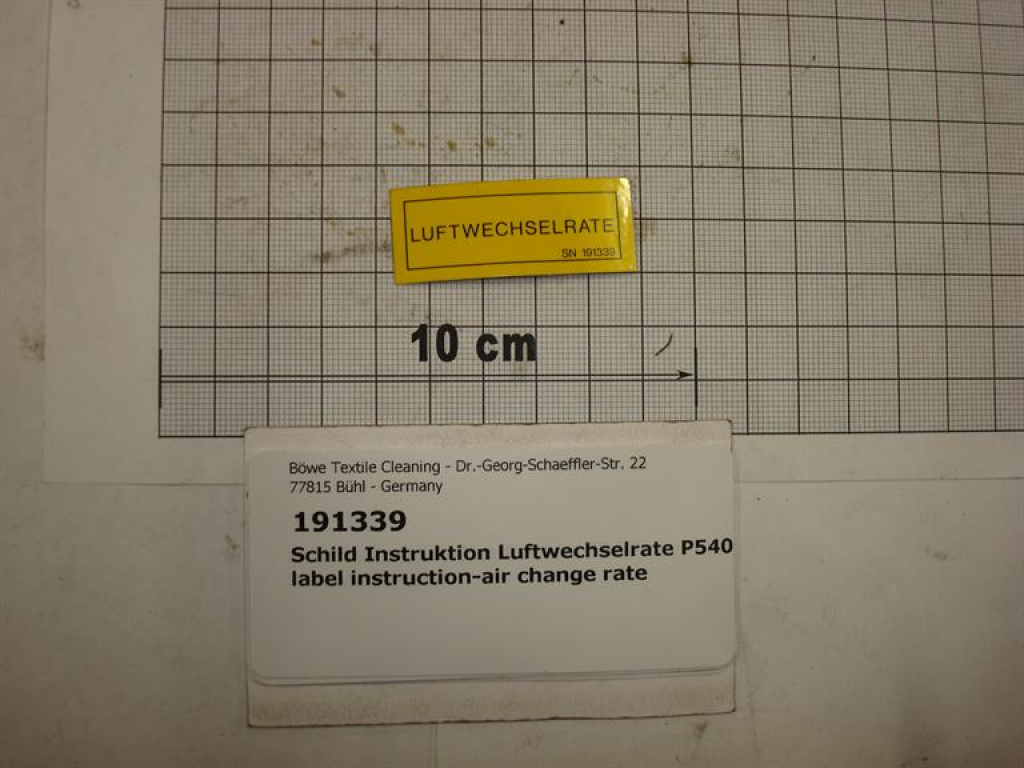 LUFTWECHSELRATE
SN 191339
10 cm
Böwe Textile Cleaning - Dr.-Georg-Schaeffler-Str. 22
77815 Bühl - Germany
191339
Schild Instruktion Luftwechselrate P540
label instruction-air change rate